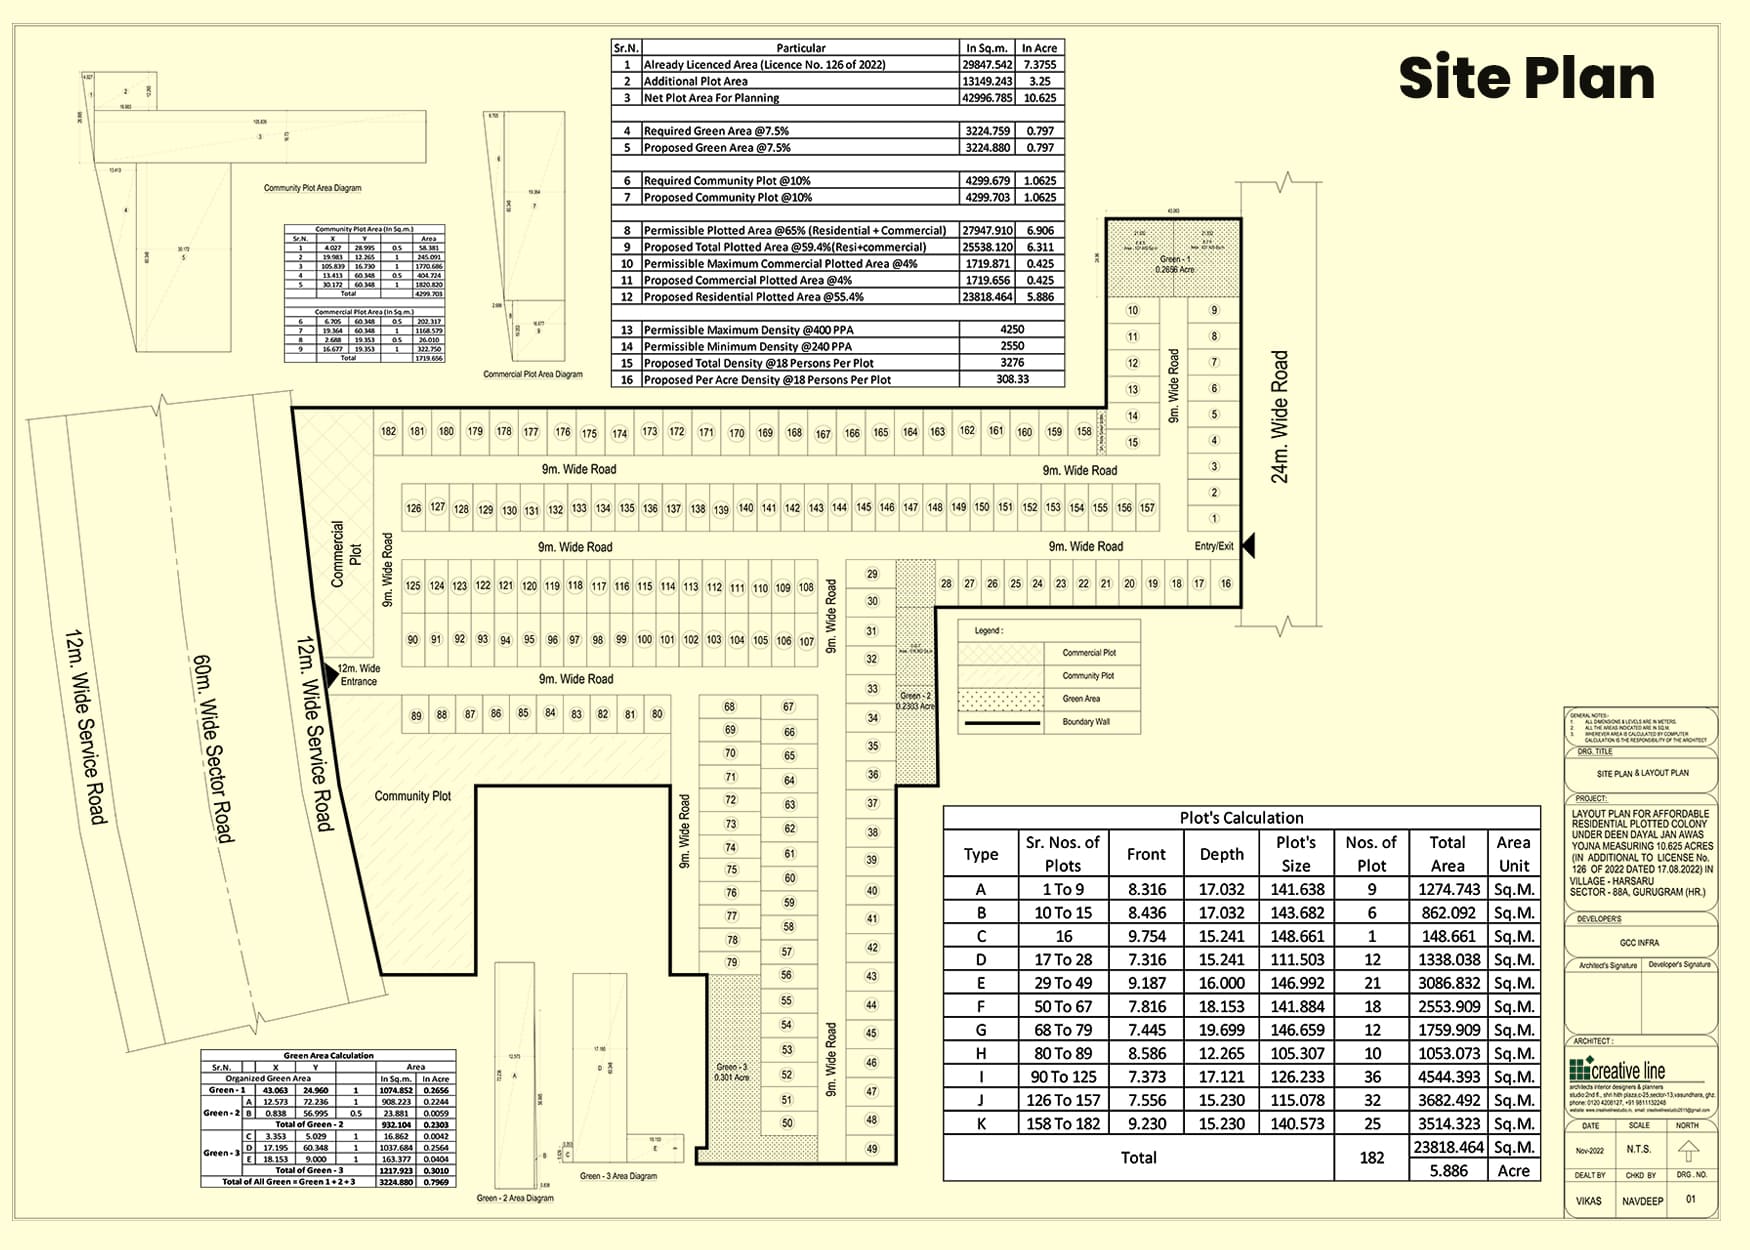 Site Plan
Sr.N. Particular In Sq.m. In Acre
1 Already Licenced Area (Licence No. 126 of 2022) 29847.542 7.3755
2 Additional Plot Area 13149.243 3.25
3 Net Plot Area For Planning 42996.785 10.625
4 Required Green Area @7.5% 3224.759 0.797
5 Proposed Green Area @7.5% 3224.880 0.797
6 Required Community Plot @10% 4299.679 1.0625
7 Proposed Community Plot @10% 4299.703 1.0625
8 Permissible Plotted Area @65% (Residential + Commercial) 27947.910 6.906
9 Proposed Total Plotted Area @59.4%(Resi+commercial) 25538.120 6.311
10 Permissible Maximum Commercial Plotted Area @4% 1719.871 0.425
11 Proposed Commercial Plotted Area @4% 1719.656 0.425
12 Proposed Residential Plotted Area @55.4% 23818.464 5.886
13 Permissible Maximum Density @400 PPA 4250
14 Permissible Minimum Density @240 PPA 2550
15 Proposed Total Density @18 Persons Per Plot 3276
16 Proposed Per Acre Density @18 Persons Per Plot 308.33
Community Plot Area Diagram
Commercial Plot Area Diagram
Community Plot Area (In Sq.m.)
Sr.N. X Y Area
1 4.027 28.995 0.5 58.381
2 19.983 12.265 1 245.091
3 105.839 16.730 1 1770.686
4 13.413 60.348 0.5 404.724
5 30.172 60.348 1 1820.820
Total 4299.703
Commercial Plot Area (In Sq.m.)
6 6.705 60.348 0.5 202.317
7 19.364 60.348 1 1168.579
8 2.688 19.353 0.5 26.010
9 16.677 19.353 1 322.750
Total 1719.656
Green - 1
0.2656 Acre
10 9
11 8
12 7
13 6
14 5
15 4
3
2
1
9m. Wide Road
24m. Wide Road
182 181 180 179 178 177 176 175 174 173 172 171 170 169 168 167 166 165 164 163 162 161 160 159 158
9m. Wide Road 9m. Wide Road
126 127 128 129 130 131 132 133 134 135 136 137 138 139 140 141 142 143 144 145 146 147 148 149 150 151 152 153 154 155 156 157
Commercial
Plot
9m. Wide Road
9m. Wide Road 9m. Wide Road Entry/Exit
125 124 123 122 121 120 119 118 117 116 115 114 113 112 111 110 109 108
28 27 26 25 24 23 22 21 20 19 18 17 16
90 91 92 93 94 95 96 97 98 99 100 101 102 103 104 105 106 107
9m. Wide Road
12m. Wide
Entrance
9m. Wide Road
89 88 87 86 85 84 83 82 81 80
Community Plot
12m. Wide Service Road
60m. Wide Sector Road
12m. Wide Service Road
9m. Wide Road
68 69 70 71 72 73 74 75 76 77 78 79
67 66 65 64 63 62 61 60 59 58 57 56 55 54 53 52 51 50
29 30 31 32 33 34 35 36 37 38 39 40 41 42 43 44 45 46 47 48 49
9m. Wide Road
Green - 2
0.2303 Acre
Green - 3
0.301 Acre
Legend :
Commercial Plot
Community Plot
Green Area
Boundary Wall
Plot's Calculation
Type Sr. Nos. of Plots Front Depth Plot's Size Nos. of Plot Total Area Area Unit
A 1 To 9 8.316 17.032 141.638 9 1274.743 Sq.M.
B 10 To 15 8.436 17.032 143.682 6 862.092 Sq.M.
C 16 9.754 15.241 148.661 1 148.661 Sq.M.
D 17 To 28 7.316 15.241 111.503 12 1338.038 Sq.M.
E 29 To 49 9.187 16.000 146.992 21 3086.832 Sq.M.
F 50 To 67 7.816 18.153 141.884 18 2553.909 Sq.M.
G 68 To 79 7.445 19.699 146.659 12 1759.909 Sq.M.
H 80 To 89 8.586 12.265 105.307 10 1053.073 Sq.M.
I 90 To 125 7.373 17.121 126.233 36 4544.393 Sq.M.
J 126 To 157 7.556 15.230 115.078 32 3682.492 Sq.M.
K 158 To 182 9.230 15.230 140.573 25 3514.323 Sq.M.
Total 182 23818.464 Sq.M.
5.886 Acre
Green Area Calculation
Sr.N. X Y Area
Organized Green Area In Sq.m. In Acre
Green - 1 43.063 24.960 1 1074.852 0.2656
Green - 2 A 12.573 72.236 1 908.223 0.2244
B 0.838 56.995 0.5 23.881 0.0059
Total of Green - 2 932.104 0.2303
Green - 3 C 3.353 5.029 1 16.862 0.0042
D 17.195 60.348 1 1037.684 0.2564
E 18.153 9.000 1 163.377 0.0404
Total of Green - 3 1217.923 0.3010
Total of All Green = Green 1 + 2 + 3 3224.880 0.7969
Green - 2 Area Diagram
Green - 3 Area Diagram
GENERAL NOTES:-
1. ALL DIMENSIONS & LEVELS ARE IN METERS.
2. ALL THE AREAS INDICATED ARE IN SQ.M.
3. WHEREVER AREA IS CALCULATED BY COMPUTER
CALCULATION IS THE RESPONSIBILITY OF THE ARCHITECT
DRG. TITLE
SITE PLAN & LAYOUT PLAN
PROJECT:
LAYOUT PLAN FOR AFFORDABLE
RESIDENTIAL PLOTTED COLONY
UNDER DEEN DAYAL JAN AWAS
YOJNA MEASURING 10.625 ACRES
(IN ADDITIONAL TO LICENSE No.
126 OF 2022 DATED 17.08.2022) IN
VILLAGE - HARSARU
SECTOR - 88A, GURUGRAM (HR.)
DEVELOPER'S
GCC INFRA
Architect's Signature Developer's Signature
ARCHITECT :
creative line
architects interior designers & planners
studio:2nd fl., shri hith plaza,c-25,sector-13,vasundhara, ghz.
phone: 0120 4208127, +91 9811132248
DATE SCALE NORTH
Nov-2022 N.T.S.
DEALT BY CHKD BY DRG . NO.
VIKAS NAVDEEP 01